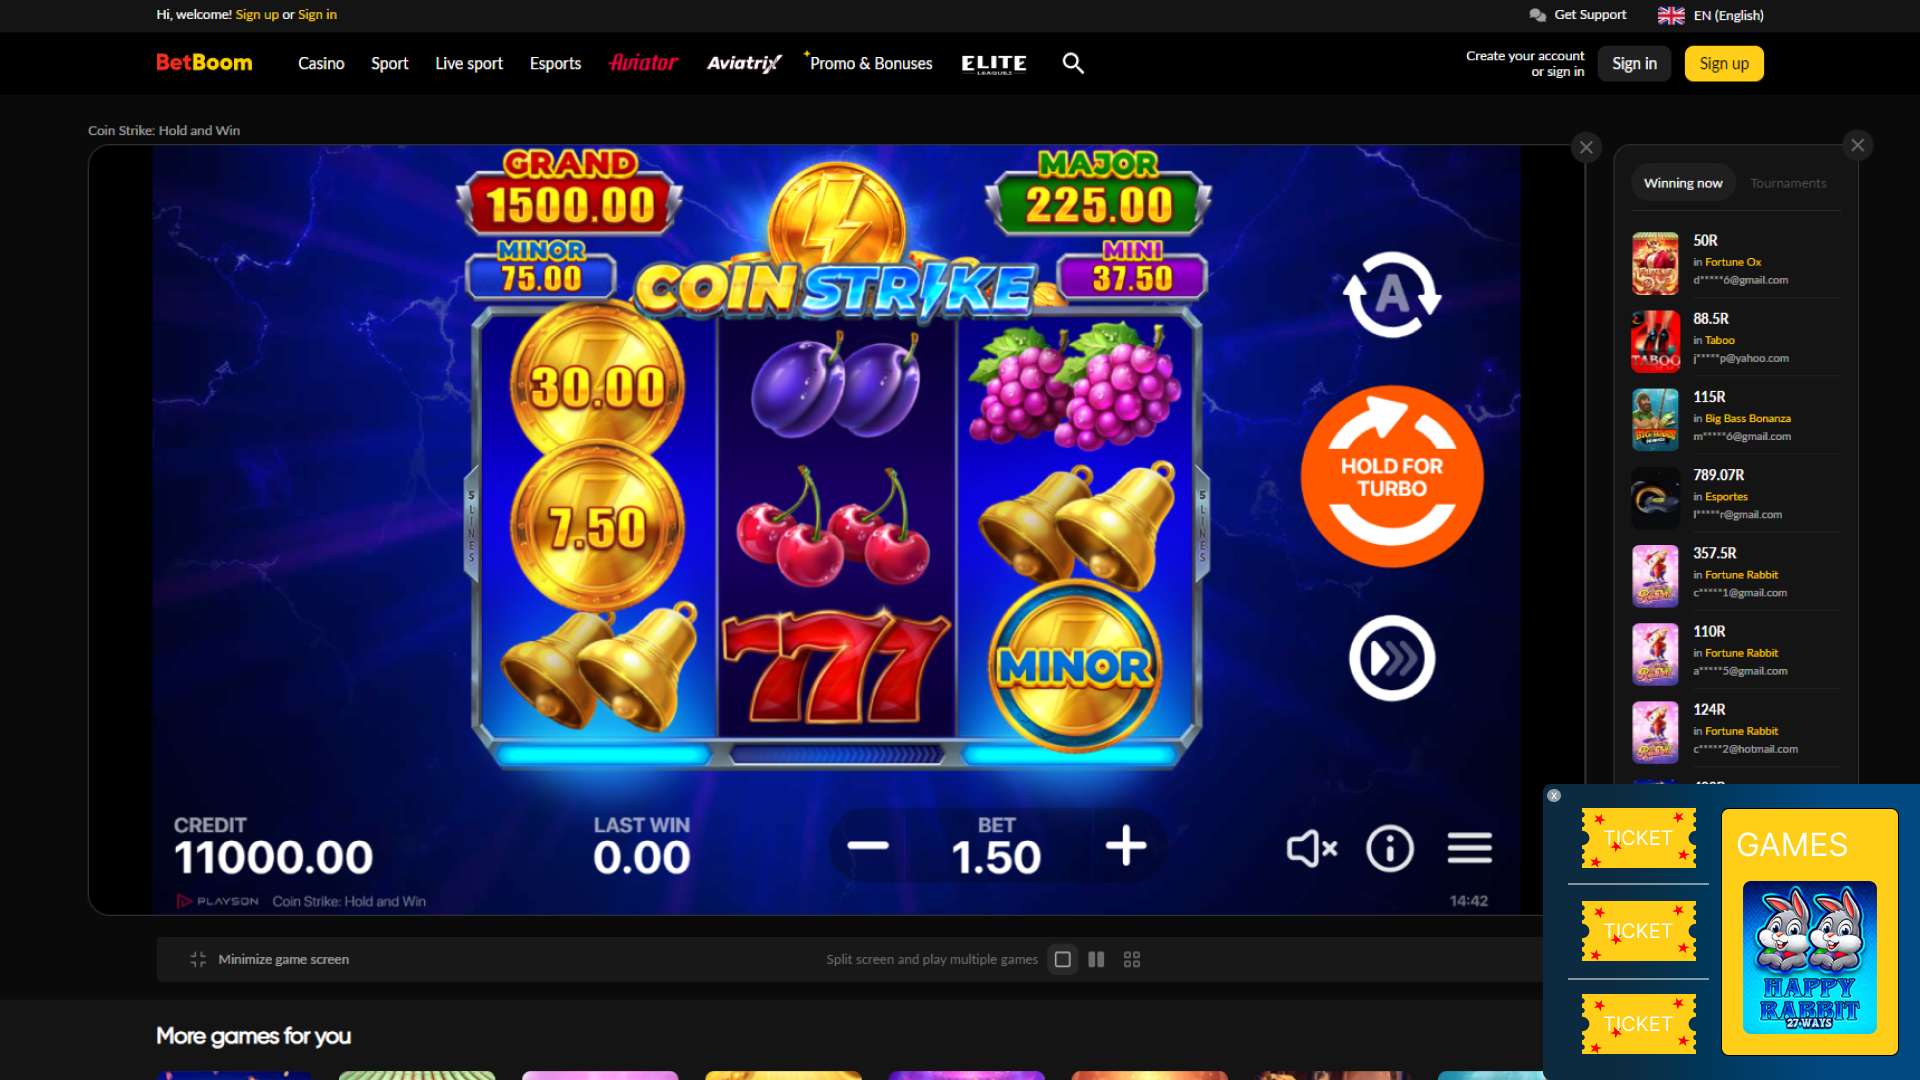 Hi, welcome! Sign up or Sign in
Get Support
EN (English)
BetBoom
Casino
Sport
Live sport
Esports
Aviator
Aviatrix
Promo & Bonuses
ELITE
LEAGUES
Create your account
or sign in
Sign in
Sign up
Coin Strike: Hold and Win
GRAND
1500.00
MAJOR
225.00
MINOR
75.00
MINI
37.50
COIN STRIKE
A
30.00
7.50
5 LINES
5 LINES
777
MINOR
HOLD FOR
TURBO
CREDIT
11000.00
LAST WIN
0.00
BET
1.50
PLAYSON
Coin Strike: Hold and Win
14:42
Winning now
Tournaments
50R
in Fortune Ox
d*****6@gmail.com
88.5R
in Taboo
j*****p@yahoo.com
TABOO
115R
in Big Bass Bonanza
m*****6@gmail.com
789.07R
in Esportes
l*****r@gmail.com
357.5R
in Fortune Rabbit
c*****1@gmail.com
110R
in Fortune Rabbit
a*****5@gmail.com
124R
in Fortune Rabbit
c*****2@hotmail.com
X
TICKET
TICKET
TICKET
GAMES
HAPPY
RABBIT
27 WAYS
Minimize game screen
Split screen and play multiple games
More games for you